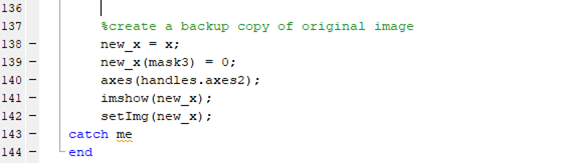 136
137 %create a backup copy of original image
138 - new_x = x;
139 - new_x(mask3) = 0;
140 - axes(handles.axes2);
141 - imshow(new_x);
142 - setImg(new_x);
143 - catch me
144 - end